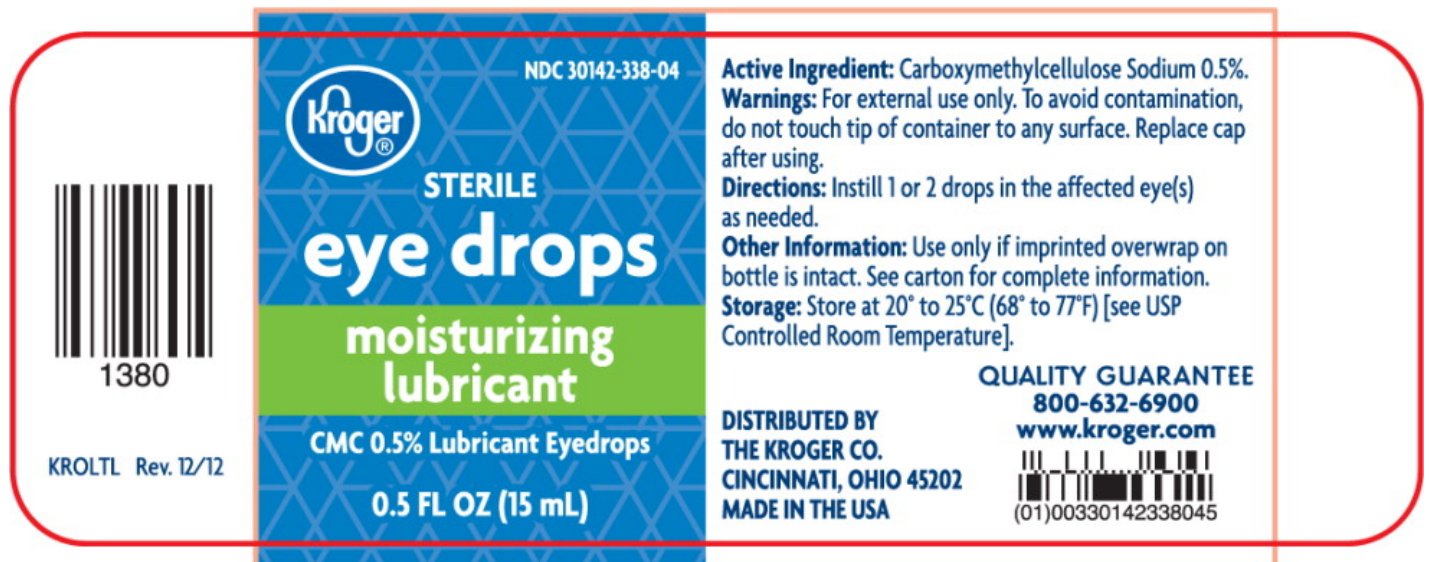 1380
KROLTL Rev. 12/12
NDC 30142-338-04
Kroger®
STERILE
eye drops
moisturizing
lubricant
CMC 0.5% Lubricant Eyedrops
0.5 FL OZ (15 mL)
Active Ingredient: Carboxymethylcellulose Sodium 0.5%.
Warnings: For external use only. To avoid contamination,
do not touch tip of container to any surface. Replace cap
after using.
Directions: Instill 1 or 2 drops in the affected eye(s)
as needed.
Other Information: Use only if imprinted overwrap on
bottle is intact. See carton for complete information.
Storage: Store at 20° to 25°C (68° to 77°F) [see USP
Controlled Room Temperature].
DISTRIBUTED BY
THE KROGER CO.
CINCINNATI, OHIO 45202
MADE IN THE USA
QUALITY GUARANTEE
800-632-6900
www.kroger.com
(01)00330142338045